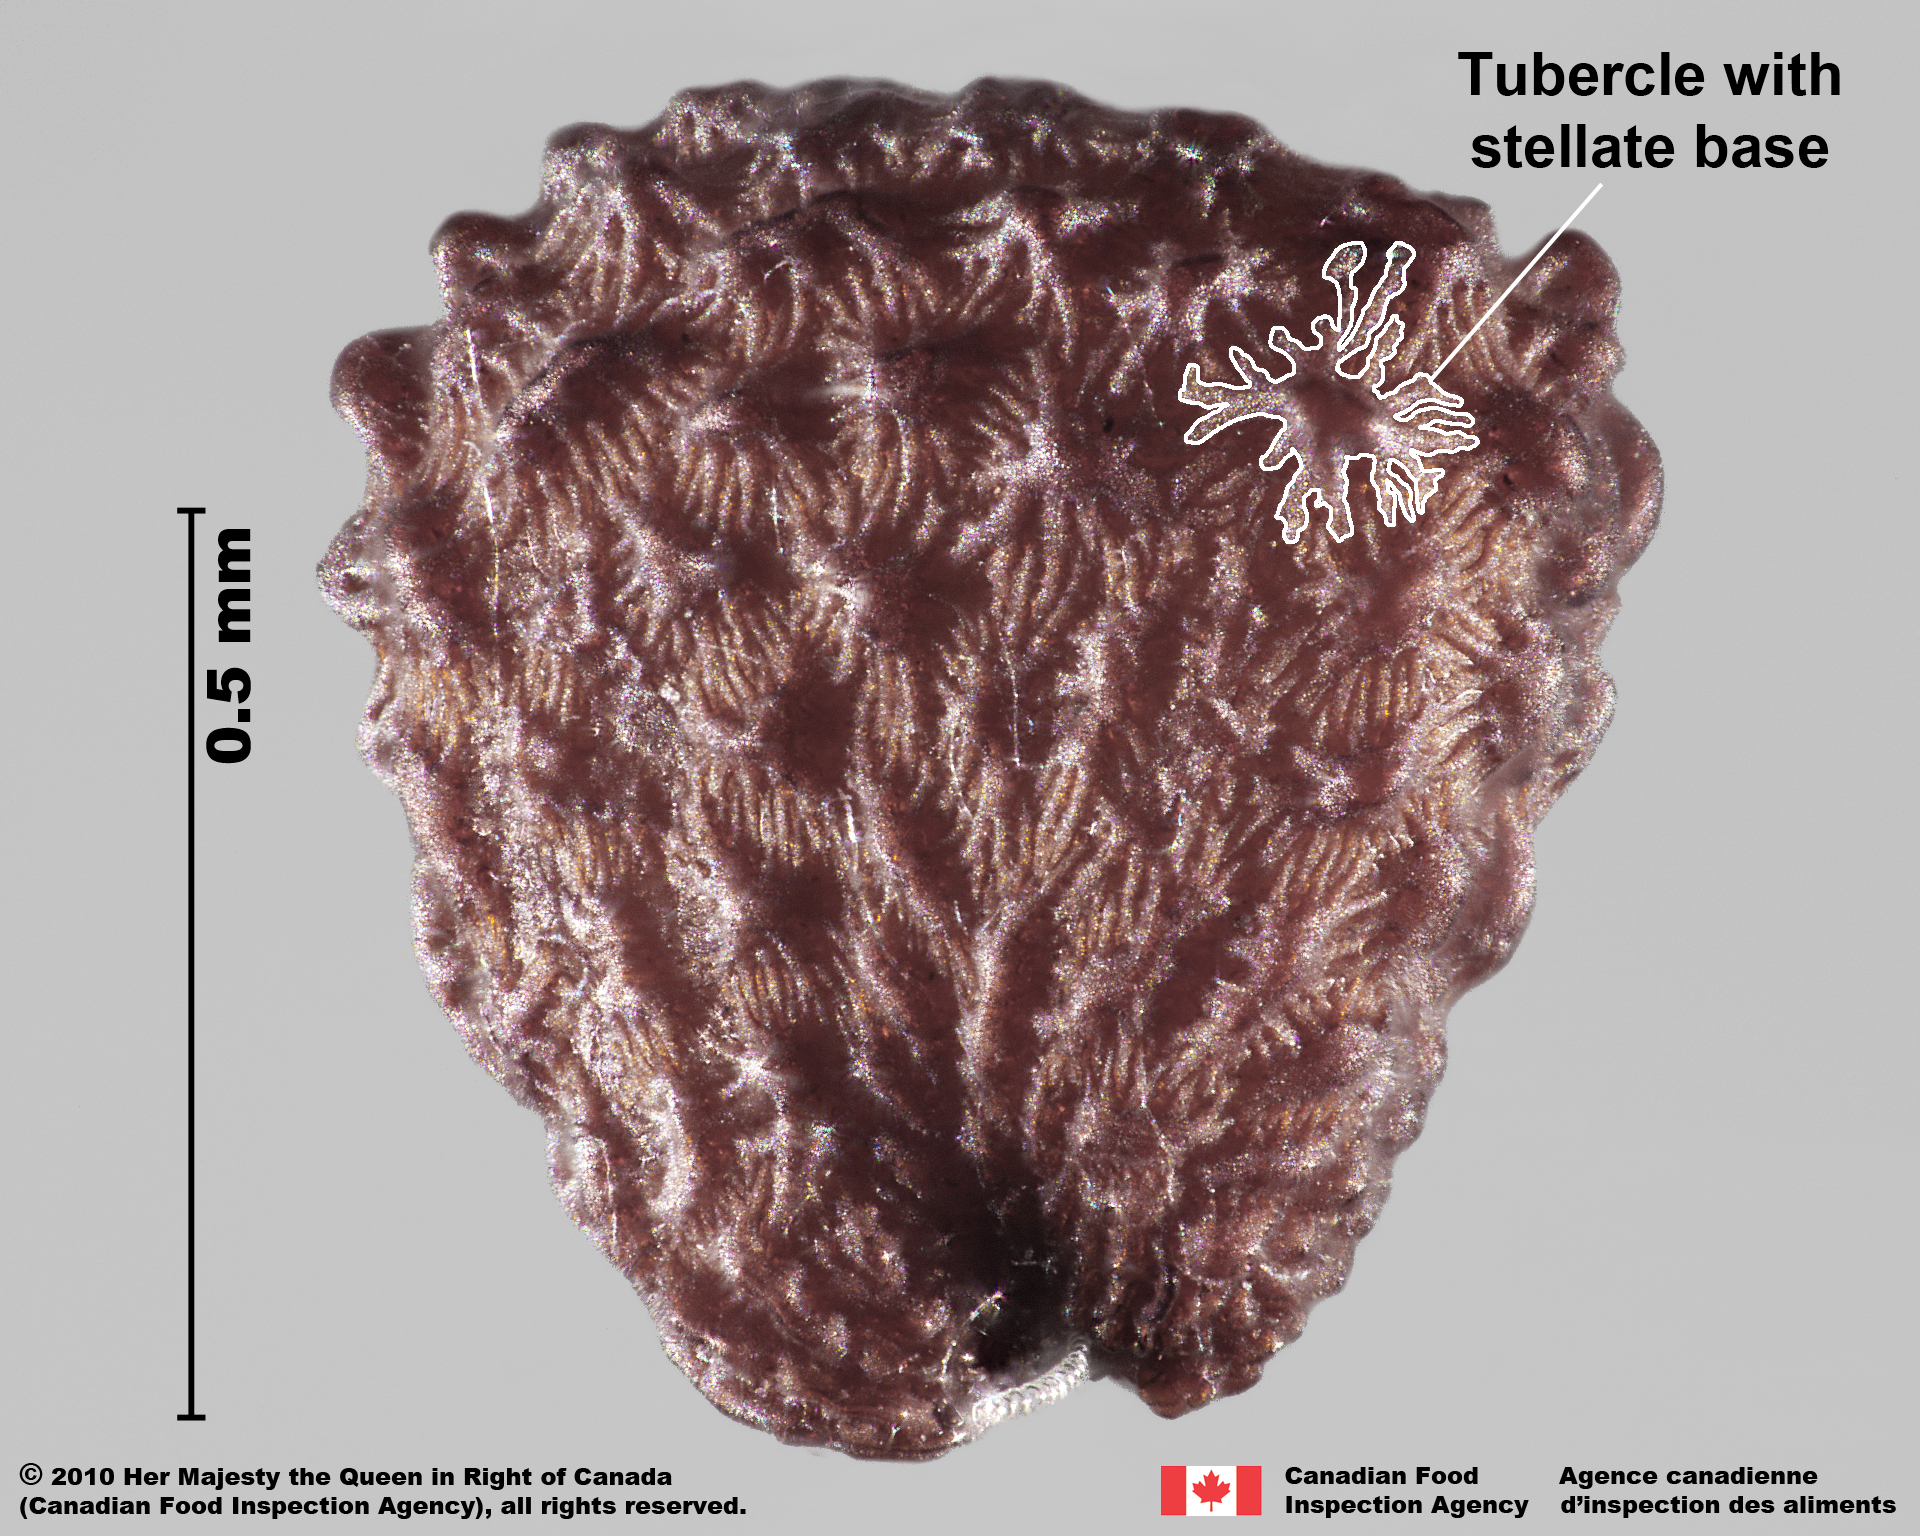 Tubercle with
stellate base
0.5 mm
© 2010 Her Majesty the Queen in Right of Canada
(Canadian Food Inspection Agency), all rights reserved.
Canadian Food
Inspection Agency
Agence canadienne
d’inspection des aliments